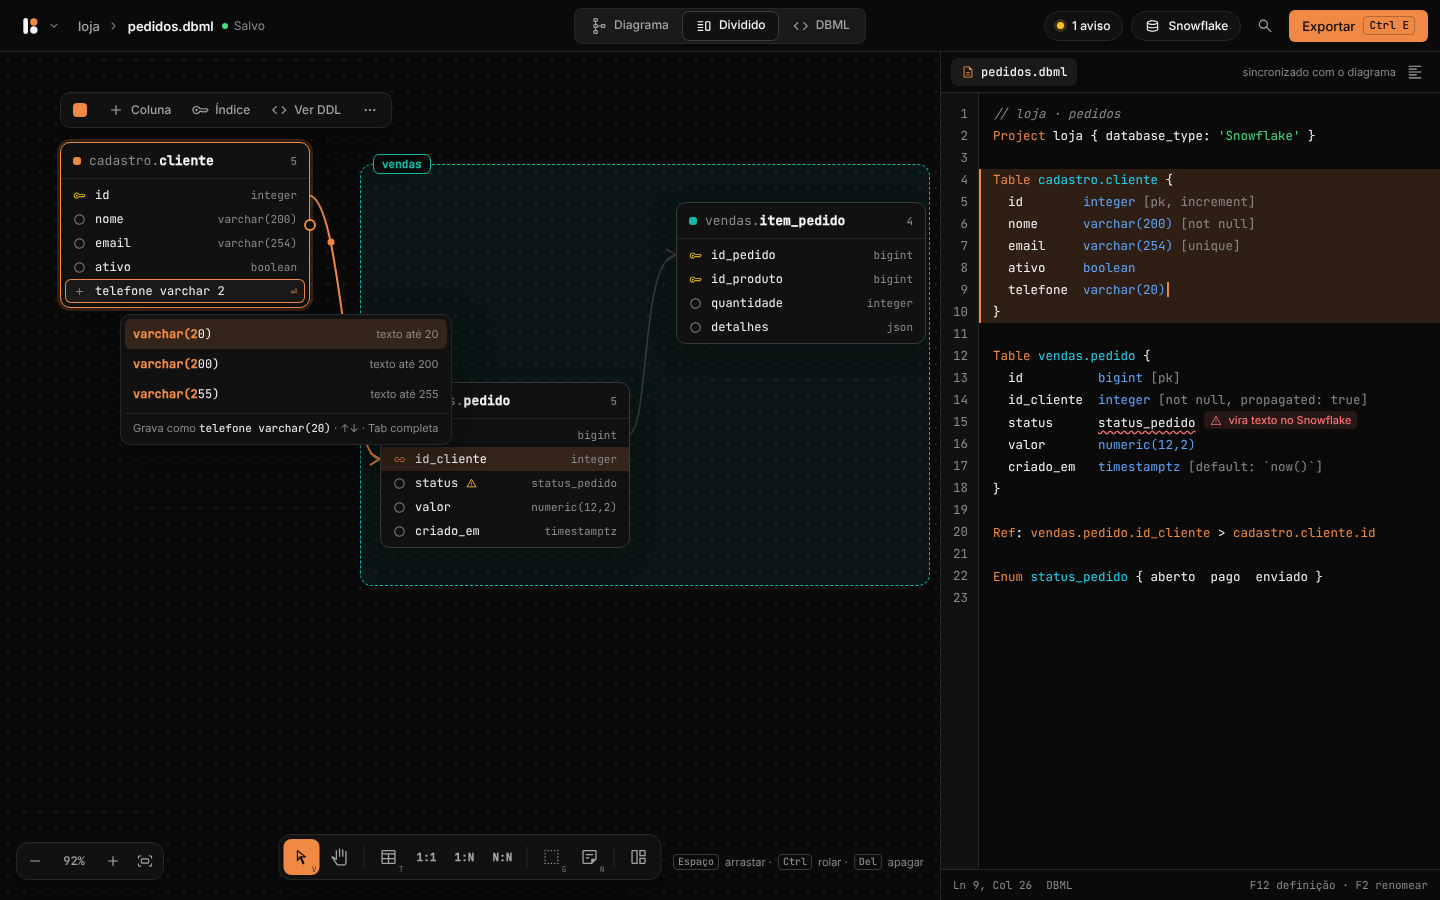 loja > pedidos.dbml Salvo
Diagrama Dividido DBML
1 aviso Snowflake Exportar Ctrl E
Coluna Índice Ver DDL ···
cadastro.cliente 5
id integer
nome varchar(200)
email varchar(254)
ativo boolean
+ telefone varchar 2
varchar(20) texto até 20
varchar(200) texto até 200
varchar(255) texto até 255
Grava como telefone varchar(20) · ↑↓ · Tab completa
vendas
vendas.item_pedido 4
id_pedido bigint
id_produto bigint
quantidade integer
detalhes json
s.pedido 5
bigint
id_cliente integer
status status_pedido
valor numeric(12,2)
criado_em timestamptz
92%
V
T
1:1 1:N N:N
G
N
Espaço arrastar · Ctrl rolar · Del apagar
pedidos.dbml sincronizado com o diagrama
1 // loja · pedidos
2 Project loja { database_type: 'Snowflake' }
3
4 Table cadastro.cliente {
5 id integer [pk, increment]
6 nome varchar(200) [not null]
7 email varchar(254) [unique]
8 ativo boolean
9 telefone varchar(20)
10 }
11
12 Table vendas.pedido {
13 id bigint [pk]
14 id_cliente integer [not null, propagated: true]
15 status status_pedido vira texto no Snowflake
16 valor numeric(12,2)
17 criado_em timestamptz [default: `now()`]
18 }
19
20 Ref: vendas.pedido.id_cliente > cadastro.cliente.id
21
22 Enum status_pedido { aberto pago enviado }
23
Ln 9, Col 26 DBML F12 definição · F2 renomear